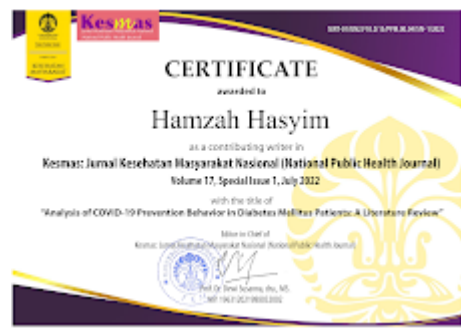 Kesmas
CERTIFICATE
awarded to
Hamzah Hasyim
as a contributing writer in
Kesmas: Jurnal Kesehatan Masyarakat Nasional (National Public Health Journal)
Volume 17, Special Issue 1, July 2022
with the title of
"Analysis of COVID-19 Prevention Behavior in Diabetes Mellitus Patients: A Literature Review"
Editor in Chief of
Kesmas: Jurnal Kesehatan Masyarakat Nasional (National Public Health Journal)